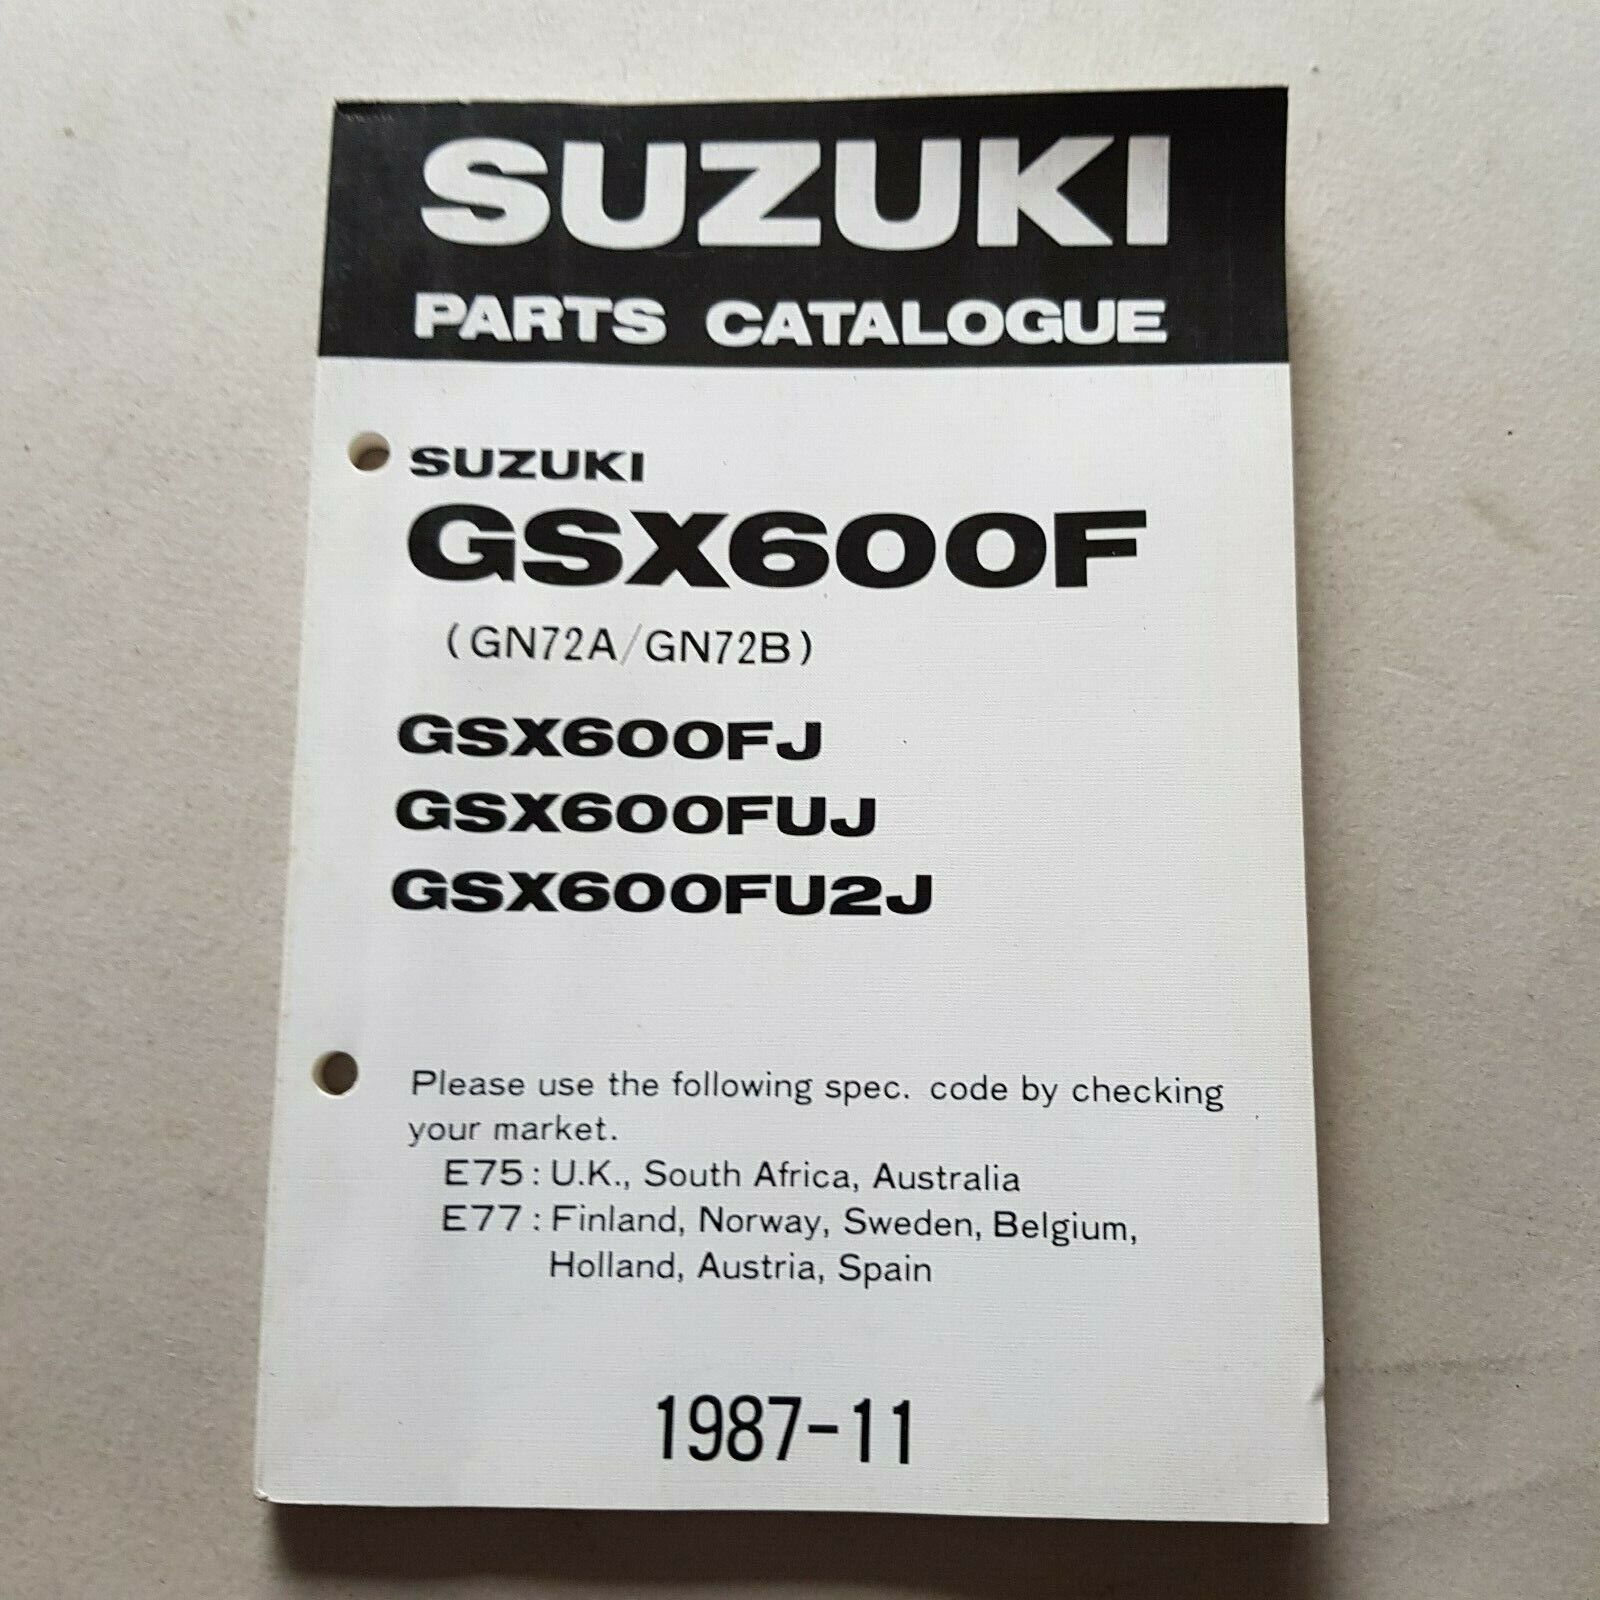 SUZUKI
PARTS CATALOGUE
SUZUKI
GSX600F
(GN72A/GN72B)
GSX600FJ
GSX600FUJ
GSX600FU2J
Please use the following spec. code by checking
your market.
E75 : U.K., South Africa, Australia
E77 : Finland, Norway, Sweden, Belgium,
Holland, Austria, Spain
1987-11